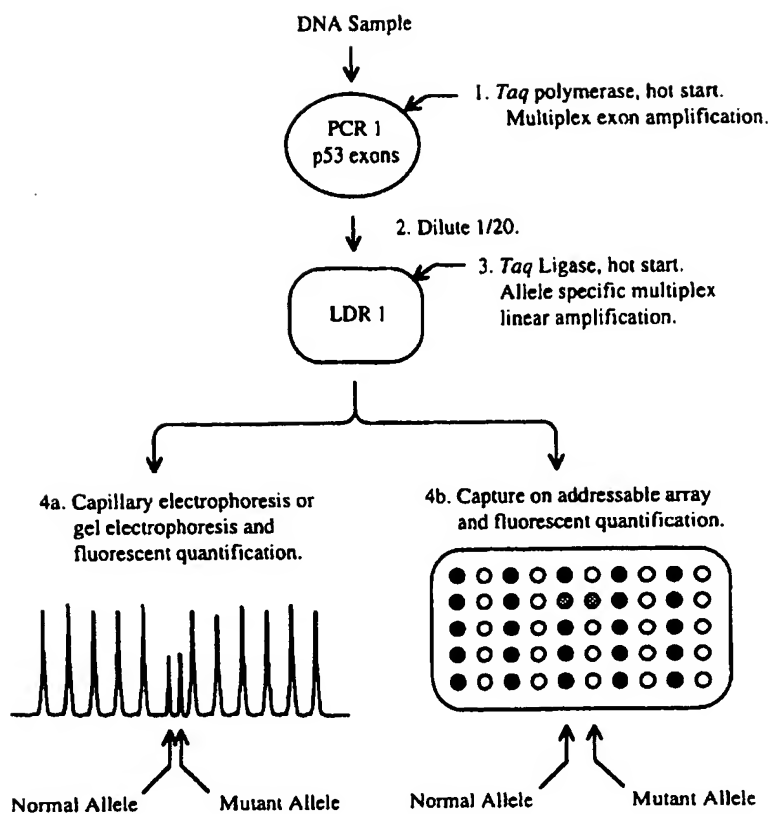 DNA Sample
1. Taq polymerase, hot start.
Multiplex exon amplification.
PCR 1
p53 exons
2. Dilute 1/20.
3. Taq Ligase, hot start.
Allele specific multiplex
linear amplification.
LDR 1
4a. Capillary electrophoresis or
gel electrophoresis and
fluorescent quantification.
4b. Capture on addressable array
and fluorescent quantification.
Normal Allele
Mutant Allele
Normal Allele
Mutant Allele